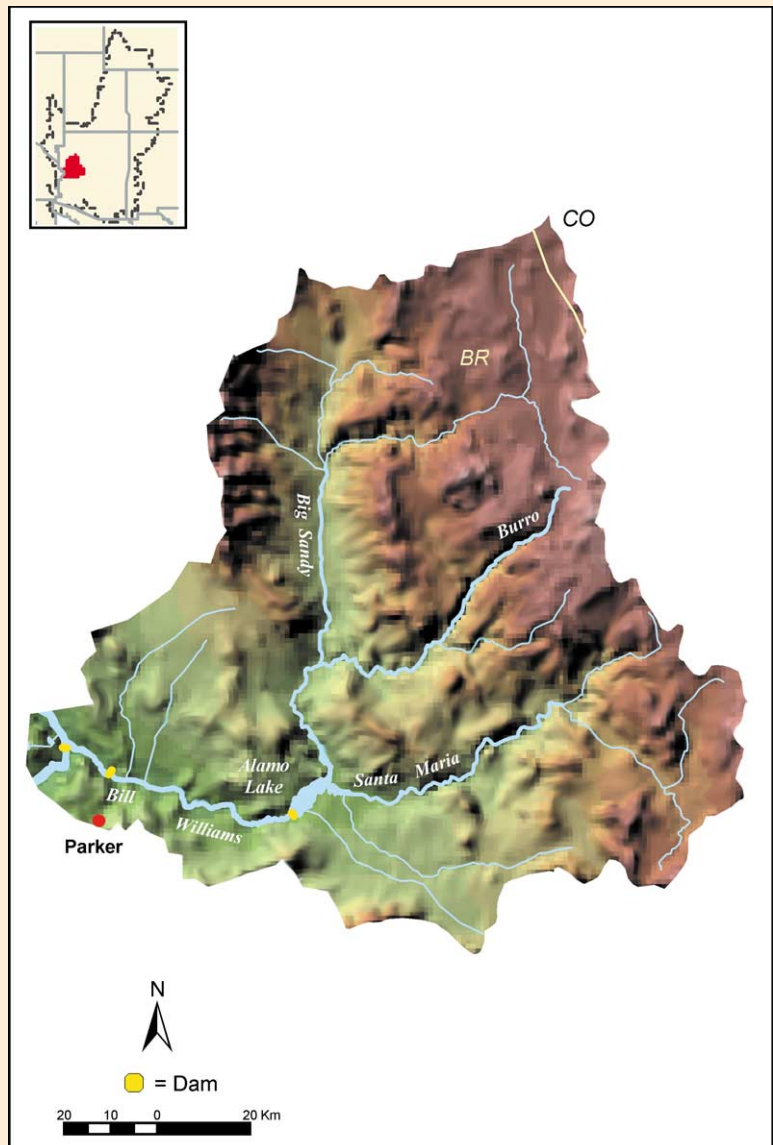 CO
BR
Big Sandy
Burro
Alamo
Lake
Santa Maria
Bill
Williams
Parker
N
= Dam
20 10 0 20 Km